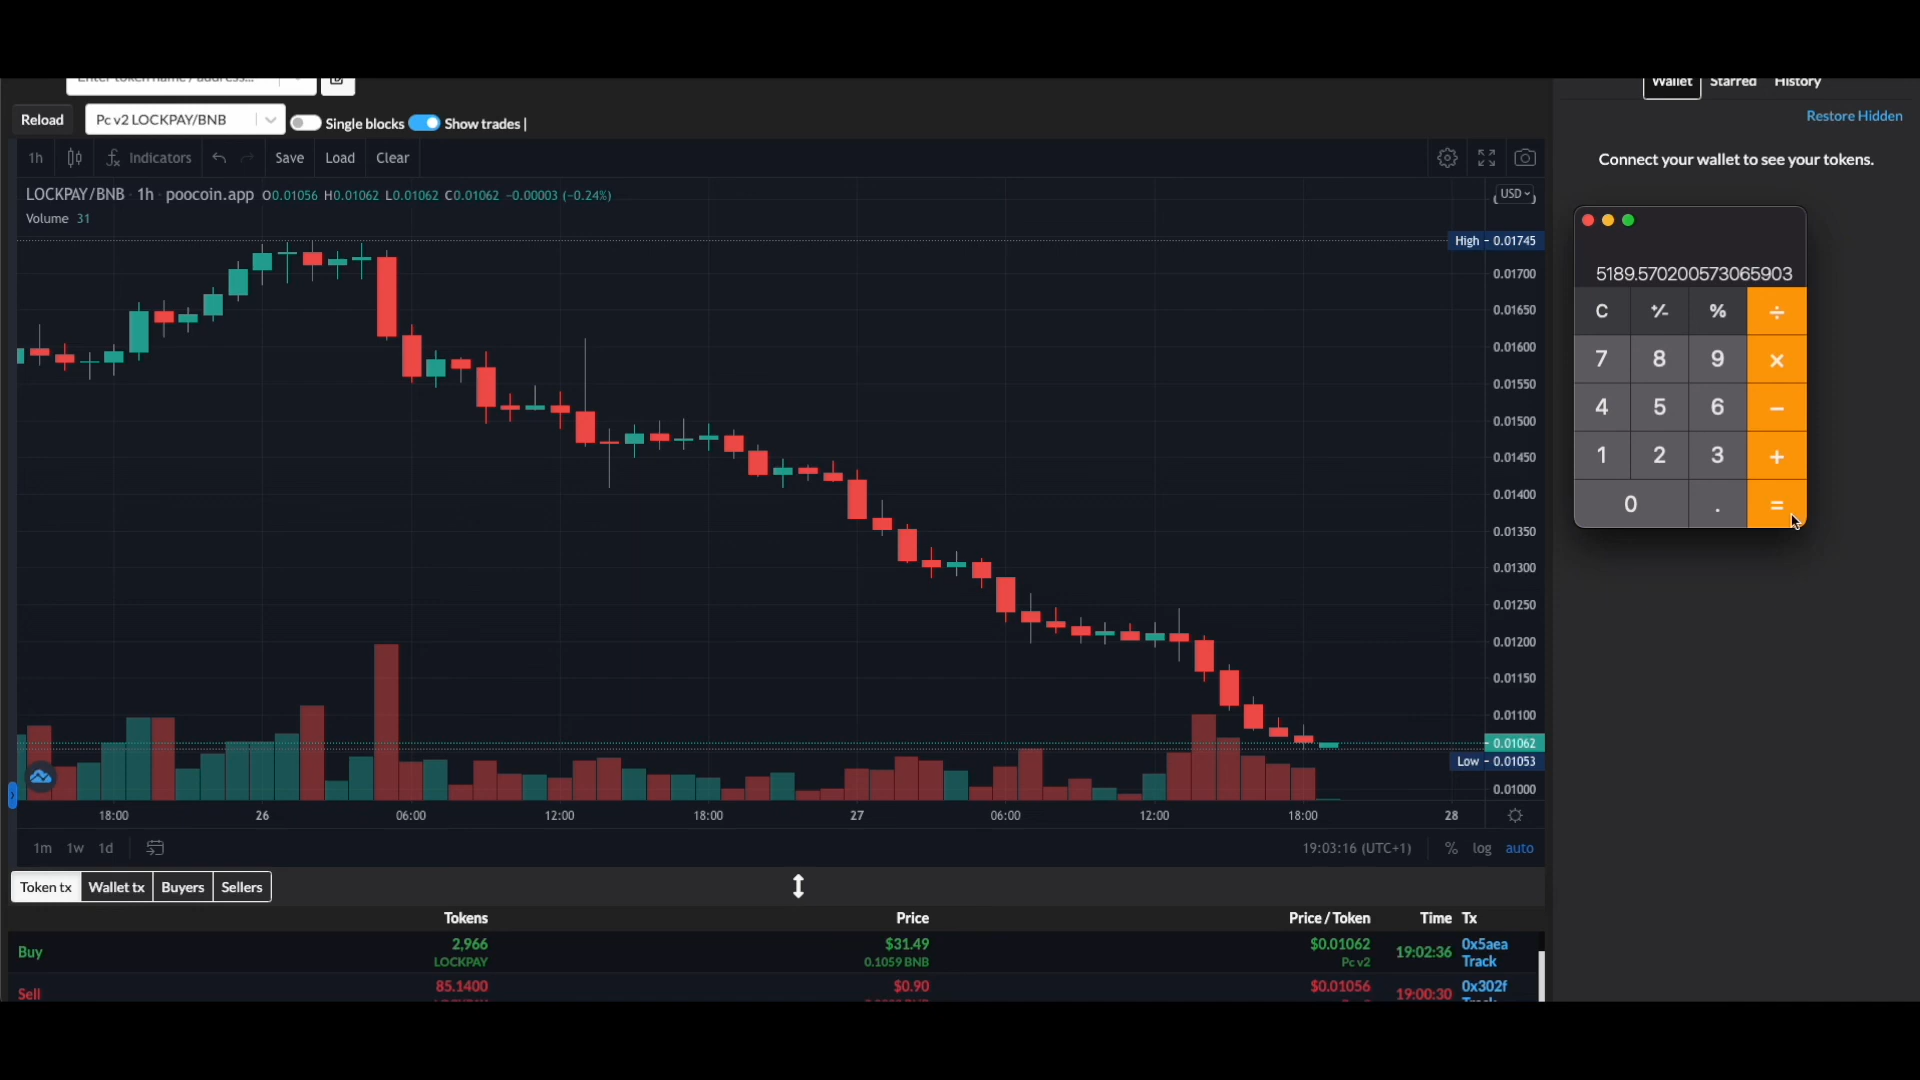 Enter token name / address...
Wallet Starred History
Reload Pc v2 LOCKPAY/BNB Single blocks Show trades |
Restore Hidden
1h Indicators Save Load Clear
Connect your wallet to see your tokens.
LOCKPAY/BNB · 1h · poocoin.app O0.01056 H0.01062 L0.01062 C0.01062 −0.00003 (−0.24%)
USD
Volume 31
High - 0.01745
0.01700
0.01650
0.01600
0.01550
0.01500
0.01450
0.01400
0.01350
0.01300
0.01250
0.01200
0.01150
0.01100
0.01062
Low - 0.01053
0.01000
5189.570200573065903
C +/- % ÷
7 8 9 ×
4 5 6 −
1 2 3 +
0 . =
18:00 26 06:00 12:00 18:00 27 06:00 12:00 18:00 28
1m 1w 1d 19:03:16 (UTC+1) % log auto
Token tx Wallet tx Buyers Sellers
Tokens Price Price / Token Time Tx
Buy 2,966 $31.49 $0.01062 19:02:36 0x5aea
LOCKPAY 0.1059 BNB Pc v2 Track
Sell 85.1400 $0.90 $0.01056 19:00:30 0x302f